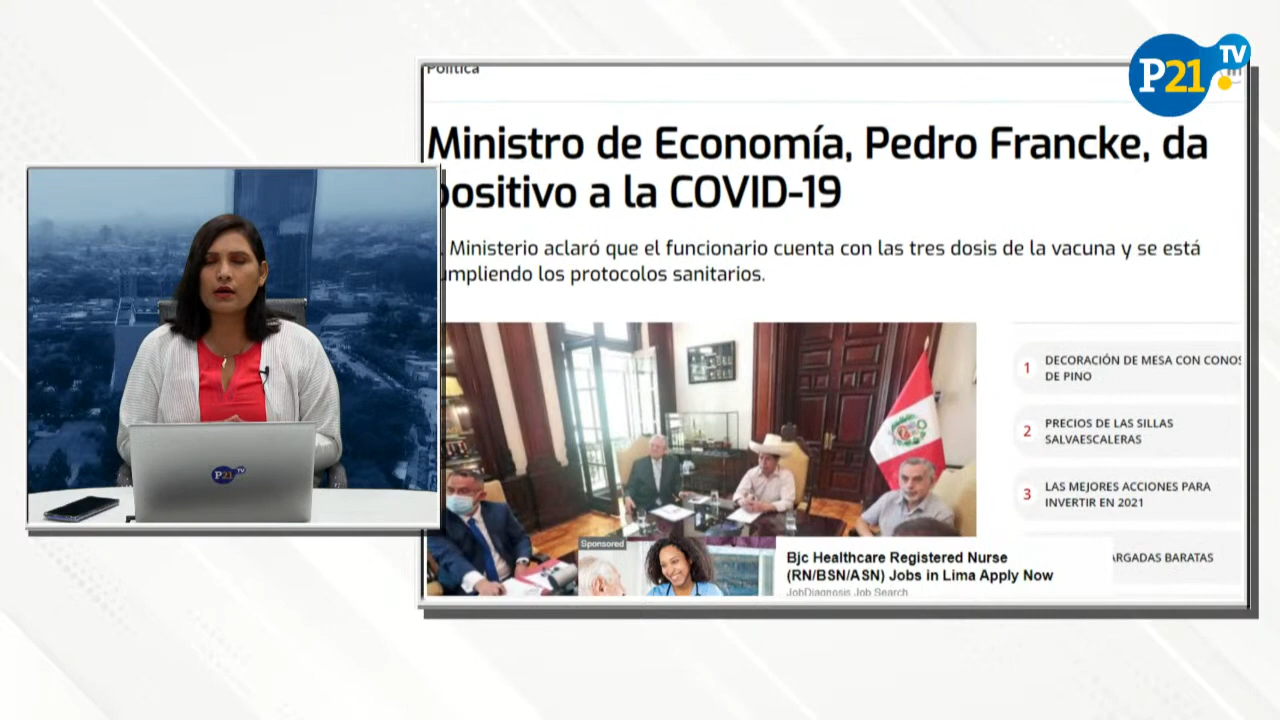 P21 TV
Política
Ministro de Economía, Pedro Francke, da
positivo a la COVID-19
Ministerio aclaró que el funcionario cuenta con las tres dosis de la vacuna y se está
umpliendo los protocolos sanitarios.
1 DECORACIÓN DE MESA CON CONOS
DE PINO
2 PRECIOS DE LAS SILLAS
SALVAESCALERAS
3 LAS MEJORES ACCIONES PARA
INVERTIR EN 2021
ARGADAS BARATAS
Sponsored
Bjc Healthcare Registered Nurse
(RN/BSN/ASN) Jobs in Lima Apply Now
JobDiagnosis Job Search
P21 TV